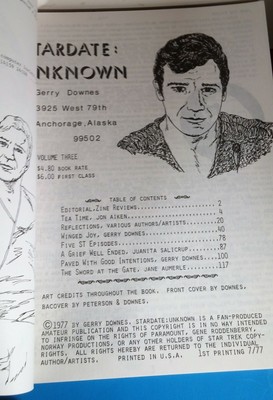 TARDATE:
NKNOWN
Gerry Downes
3925 West 79th
Anchorage, Alaska
99502
VOLUME THREE
$4.80 BOOK RATE
$6.00 FIRST CLASS
TABLE OF CONTENTS
EDITORIAL, ZINE REVIEWS..................2
TEA TIME, JON AIKEN......................4
REFLECTIONS, VARIOUS AUTHORS/ARTISTS.....20
WINGED JOY, GERRY DOWNES.................40
FIVE ST EPISODES.........................78
A GRIEF WELL ENDED, JUANITA SALICRUP.....87
PAVED WITH GOOD INTENTIONS, GERRY DOWNES.100
THE SWORD AT THE GATE, JANE AUMERLE......117
ART CREDITS THROUGHOUT THE BOOK. FRONT COVER BY DOWNES.
BACOVER BY PETERSON & DOWNES.
©1977 BY GERRY DOWNES. STARDATE:UNKNOWN IS A FAN-PRODUCED
AMATEUR PUBLICATION AND THIS COPYRIGHT IS IN NO WAY INTENDED
TO INFRINGE ON THE RIGHTS OF PARAMOUNT, GENE RODDENBERRY,
NORWAY PRODUCTIONS, OR ANY OTHER HOLDERS OF STAR TREK COPY-
RIGHTS. ALL RIGHTS HEREBY ARE RETURNED TO THE INDIVIDUAL
AUTHOR/ARTISTS. PRINTED IN U.S.A. 1ST PRINTING 7/77